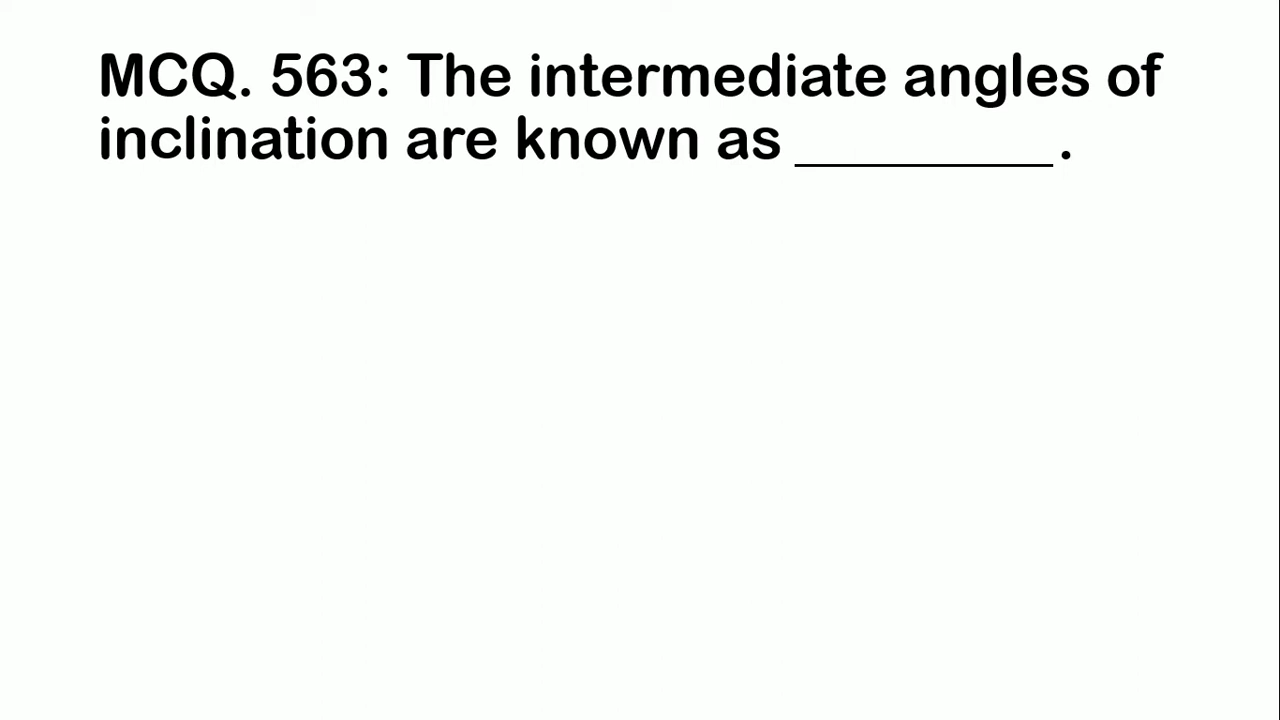 MCQ. 563: The intermediate angles of
inclination are known as _________.